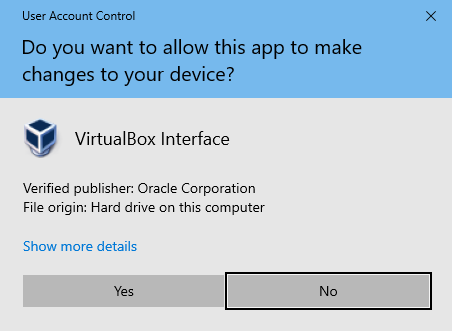 User Account Control
Do you want to allow this app to make
changes to your device?
VirtualBox Interface
Verified publisher: Oracle Corporation
File origin: Hard drive on this computer
Show more details
Yes
No